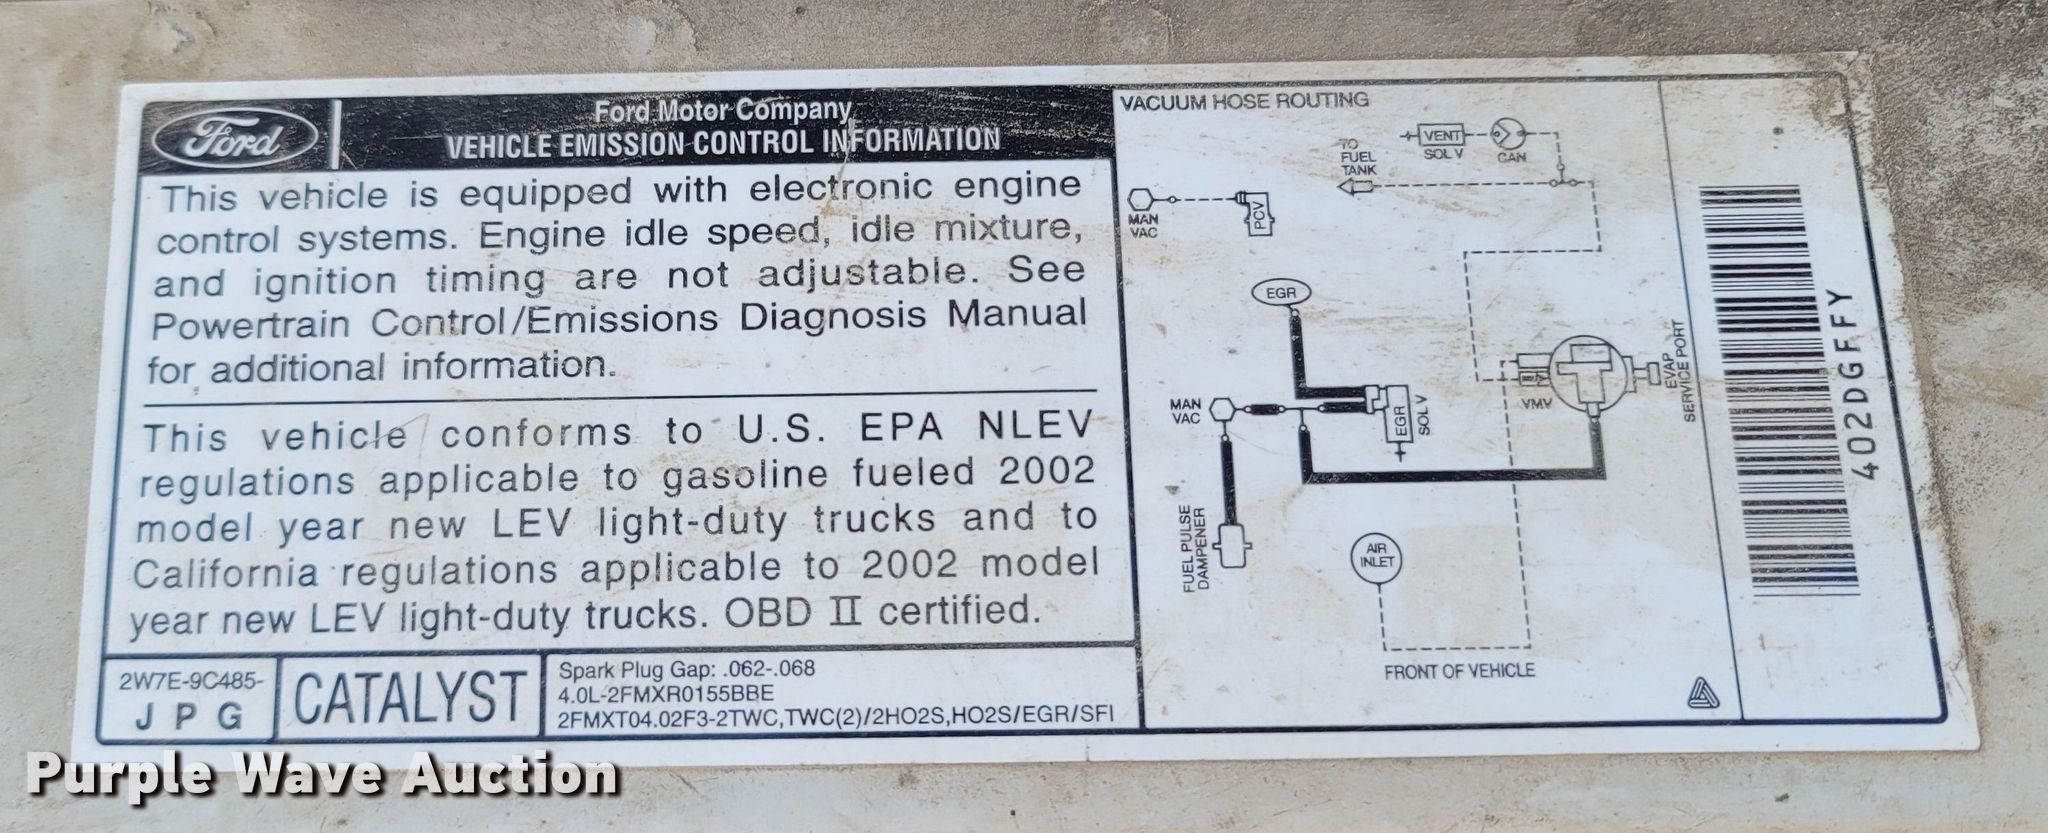 Ford
Ford Motor Company
VEHICLE EMISSION CONTROL INFORMATION
This vehicle is equipped with electronic engine
control systems. Engine idle speed, idle mixture,
and ignition timing are not adjustable. See
Powertrain Control/Emissions Diagnosis Manual
for additional information.
This vehicle conforms to U.S. EPA NLEV
regulations applicable to gasoline fueled 2002
model year new LEV light-duty trucks and to
California regulations applicable to 2002 model
year new LEV light-duty trucks. OBD II certified.
2W7E-9C485-
J P G
CATALYST
Spark Plug Gap: .062-.068
4.0L-2FMXR0155BBE
2FMXT04.02F3-2TWC,TWC(2)/2HO2S,HO2S/EGR/SFI
VACUUM HOSE ROUTING
TO
FUEL
TANK
VENT
SOL V
CAN
MAN
VAC
PCV
EGR
MAN
VAC
EGR
SOL V
VMV
EVAP
SERVICE PORT
FUEL PULSE
DAMPENER
AIR
INLET
FRONT OF VEHICLE
402DGFFY
Purple Wave Auction